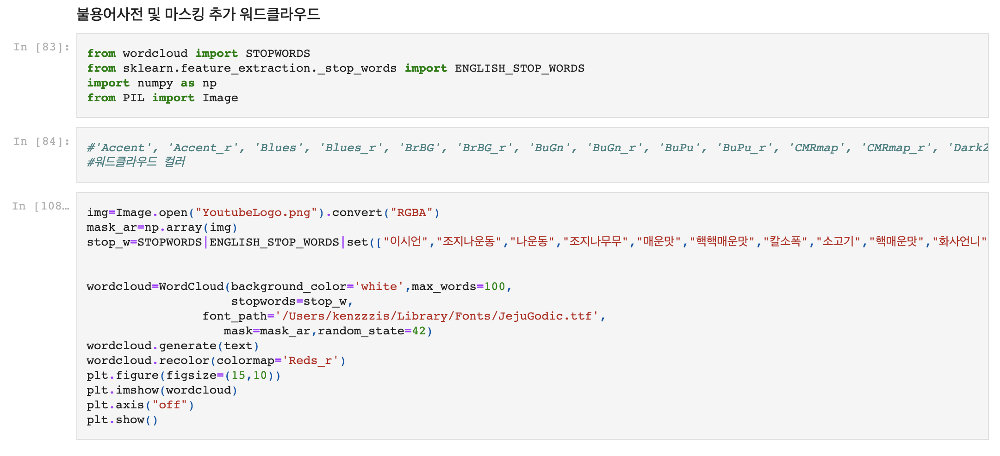 불용어사전 및 마스킹 추가 워드클라우드
In [83]:
from wordcloud import STOPWORDS
from sklearn.feature_extraction._stop_words import ENGLISH_STOP_WORDS
import numpy as np
from PIL import Image
In [84]:
#'Accent', 'Accent_r', 'Blues', 'Blues_r', 'BrBG', 'BrBG_r', 'BuGn', 'BuGn_r', 'BuPu', 'BuPu_r', 'CMRmap', 'CMRmap_r', 'Dark2
#워드클라우드 컬러
In [108…
img=Image.open("YoutubeLogo.png").convert("RGBA")
mask_ar=np.array(img)
stop_w=STOPWORDS|ENGLISH_STOP_WORDS|set(["이시언","조지나운동","나운동","조지나무무","매운맛","핵핵매운맛","칼소폭","소고기","핵매운맛","화사언니"
wordcloud=WordCloud(background_color='white',max_words=100,
stopwords=stop_w,
font_path='/Users/kenzzzis/Library/Fonts/JejuGodic.ttf',
mask=mask_ar,random_state=42)
wordcloud.generate(text)
wordcloud.recolor(colormap='Reds_r')
plt.figure(figsize=(15,10))
plt.imshow(wordcloud)
plt.axis("off")
plt.show()